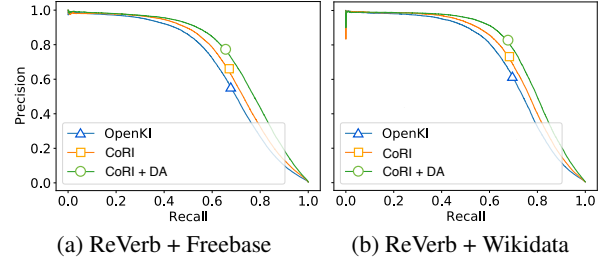 1.0
0.8
0.6
0.4
0.2
0.0
Precision
OpenKI
CoRI
CoRI + DA
0.0 0.2 0.4 0.6 0.8 1.0
Recall
(a) ReVerb + Freebase
OpenKI
CoRI
CoRI + DA
0.0 0.2 0.4 0.6 0.8 1.0
Recall
(b) ReVerb + Wikidata